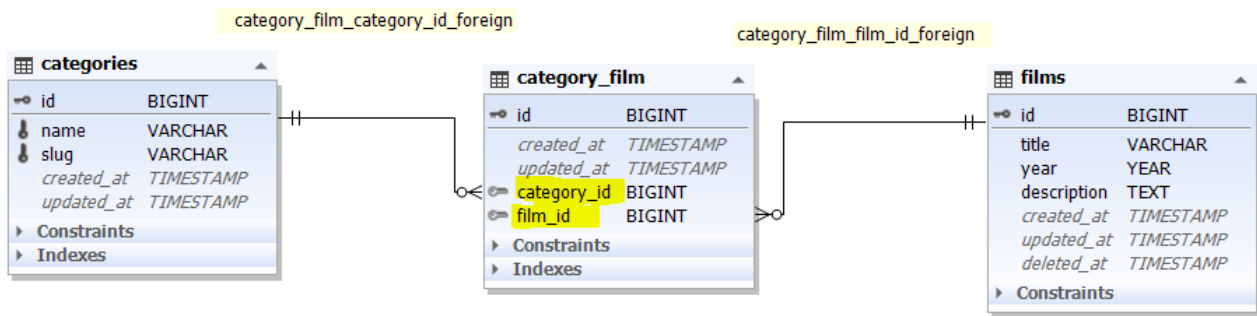 category_film_category_id_foreign
category_film_film_id_foreign
categories
id BIGINT
name VARCHAR
slug VARCHAR
created_at TIMESTAMP
updated_at TIMESTAMP
Constraints
Indexes
category_film
id BIGINT
created_at TIMESTAMP
updated_at TIMESTAMP
category_id BIGINT
film_id BIGINT
Constraints
Indexes
films
id BIGINT
title VARCHAR
year YEAR
description TEXT
created_at TIMESTAMP
updated_at TIMESTAMP
deleted_at TIMESTAMP
Constraints